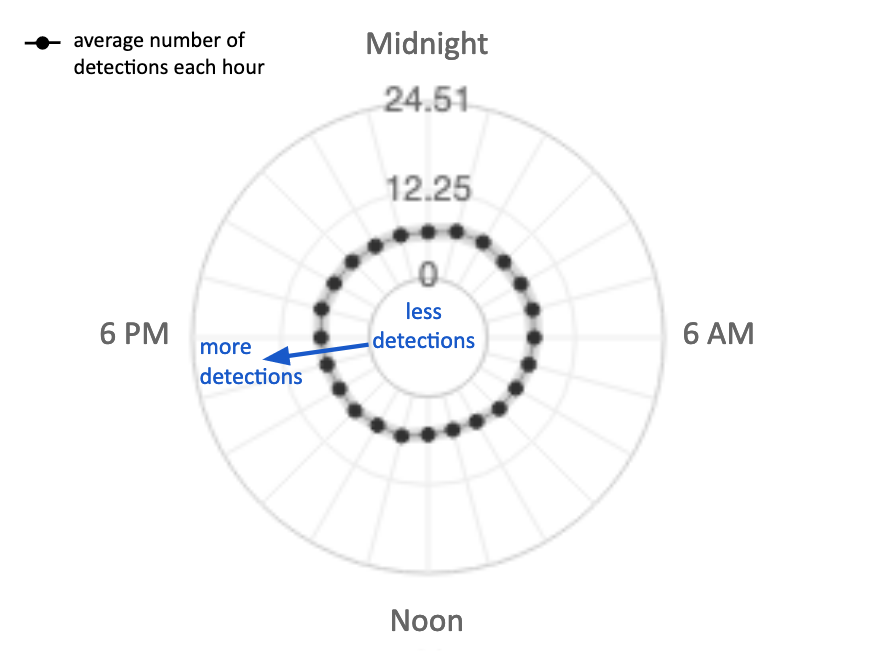 average number of
detections each hour
Midnight
24.51
12.25
0
less
detections
6 PM
6 AM
more
detections
Noon